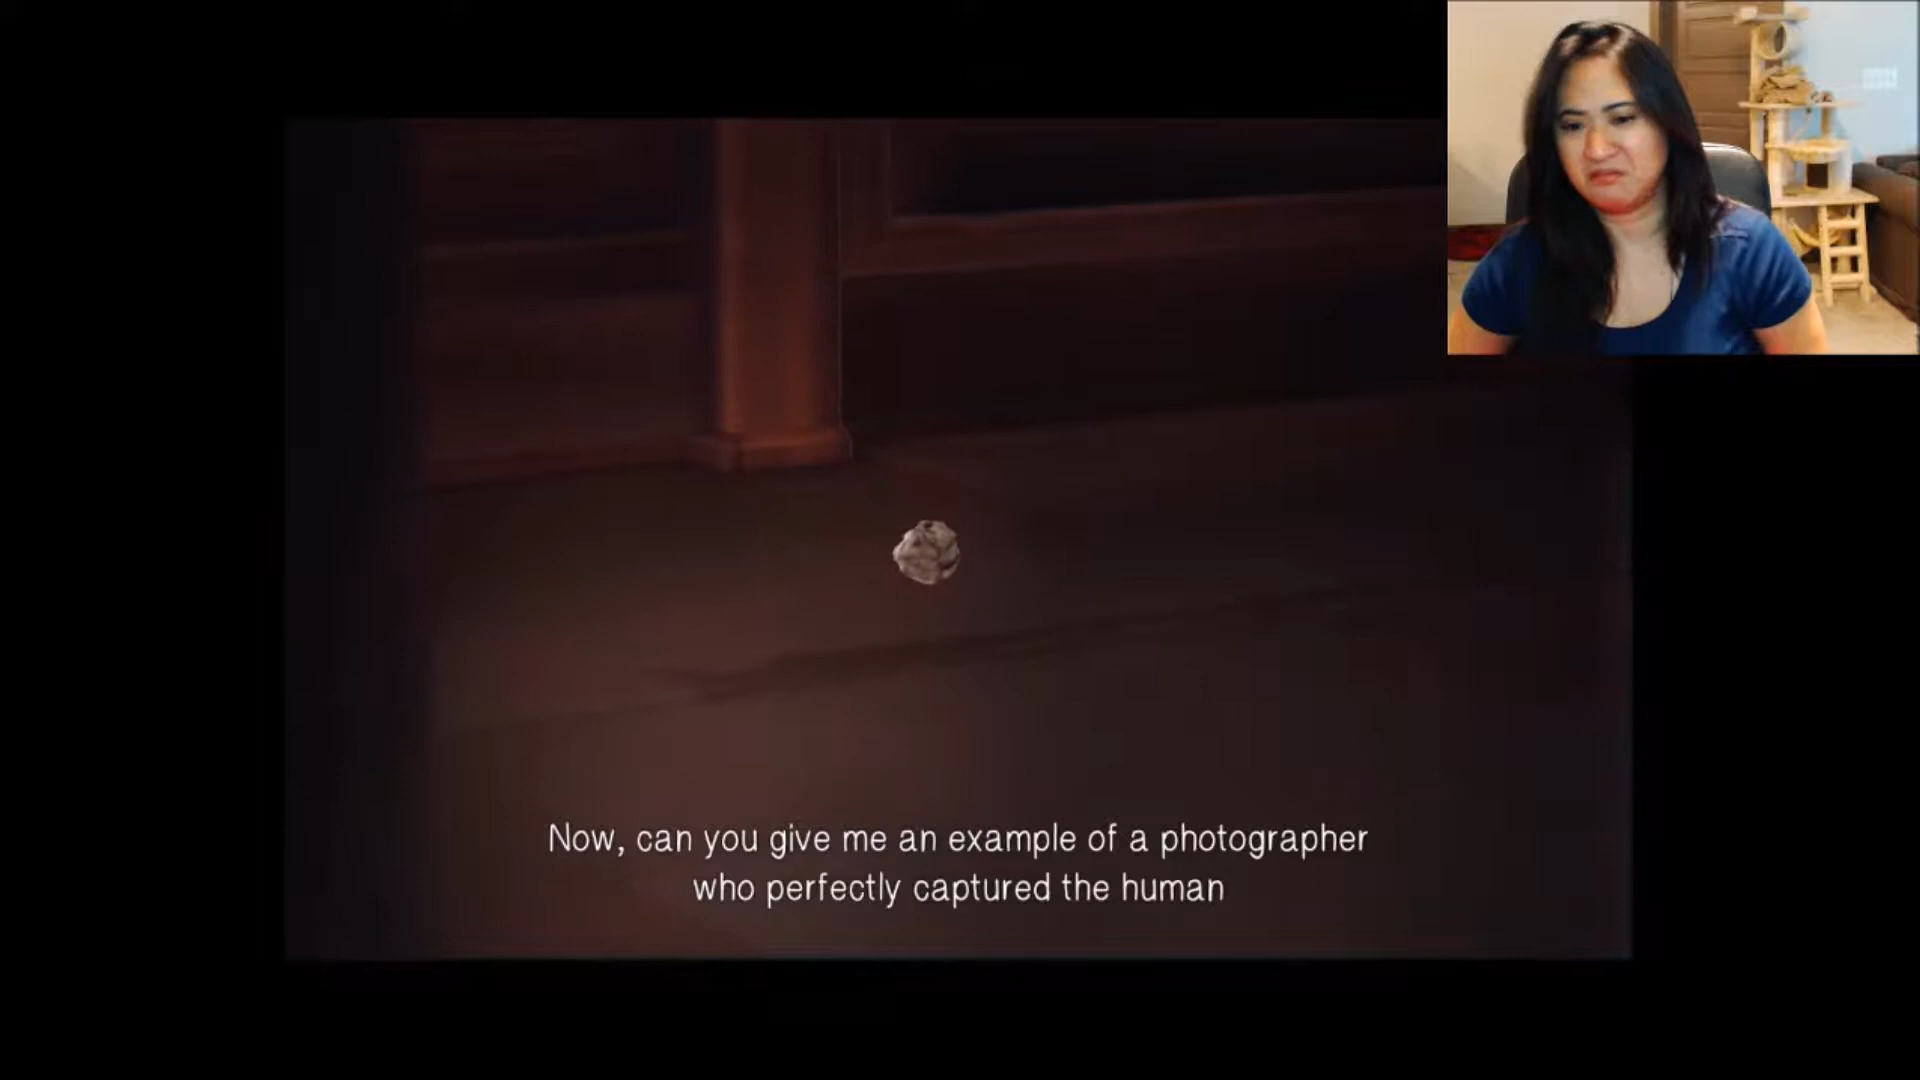 Now, can you give me an example of a photographer
who perfectly captured the human